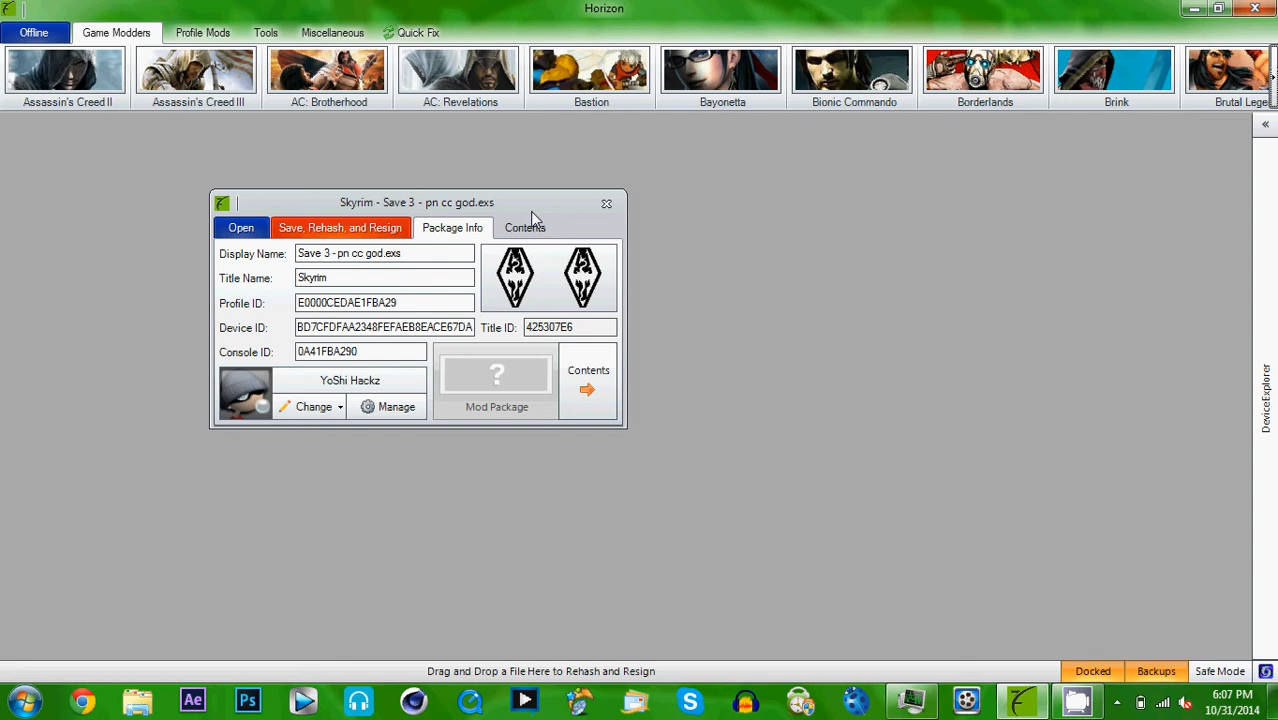 Horizon
Offline Game Modders Profile Mods Tools Miscellaneous Quick Fix
Assassin's Creed II Assassin's Creed III AC: Brotherhood AC: Revelations Bastion Bayonetta Bionic Commando Borderlands Brink Brutal Lege
«
Skyrim - Save 3 - pn cc god.exs
Open Save, Rehash, and Resign Package Info Contents
Display Name: Save 3 - pn cc god.exs
Title Name: Skyrim
Profile ID: E0000CEDAE1FBA29
Device ID: BD7CFDFAA2348FEFAEB8EACE67DA Title ID: 425307E6
Console ID: 0A41FBA290
YoShi Hackz
Change Manage
?
Mod Package
Contents
DeviceExplorer
Drag and Drop a File Here to Rehash and Resign Docked Backups Safe Mode
Ae Ps
6:07 PM
10/31/2014